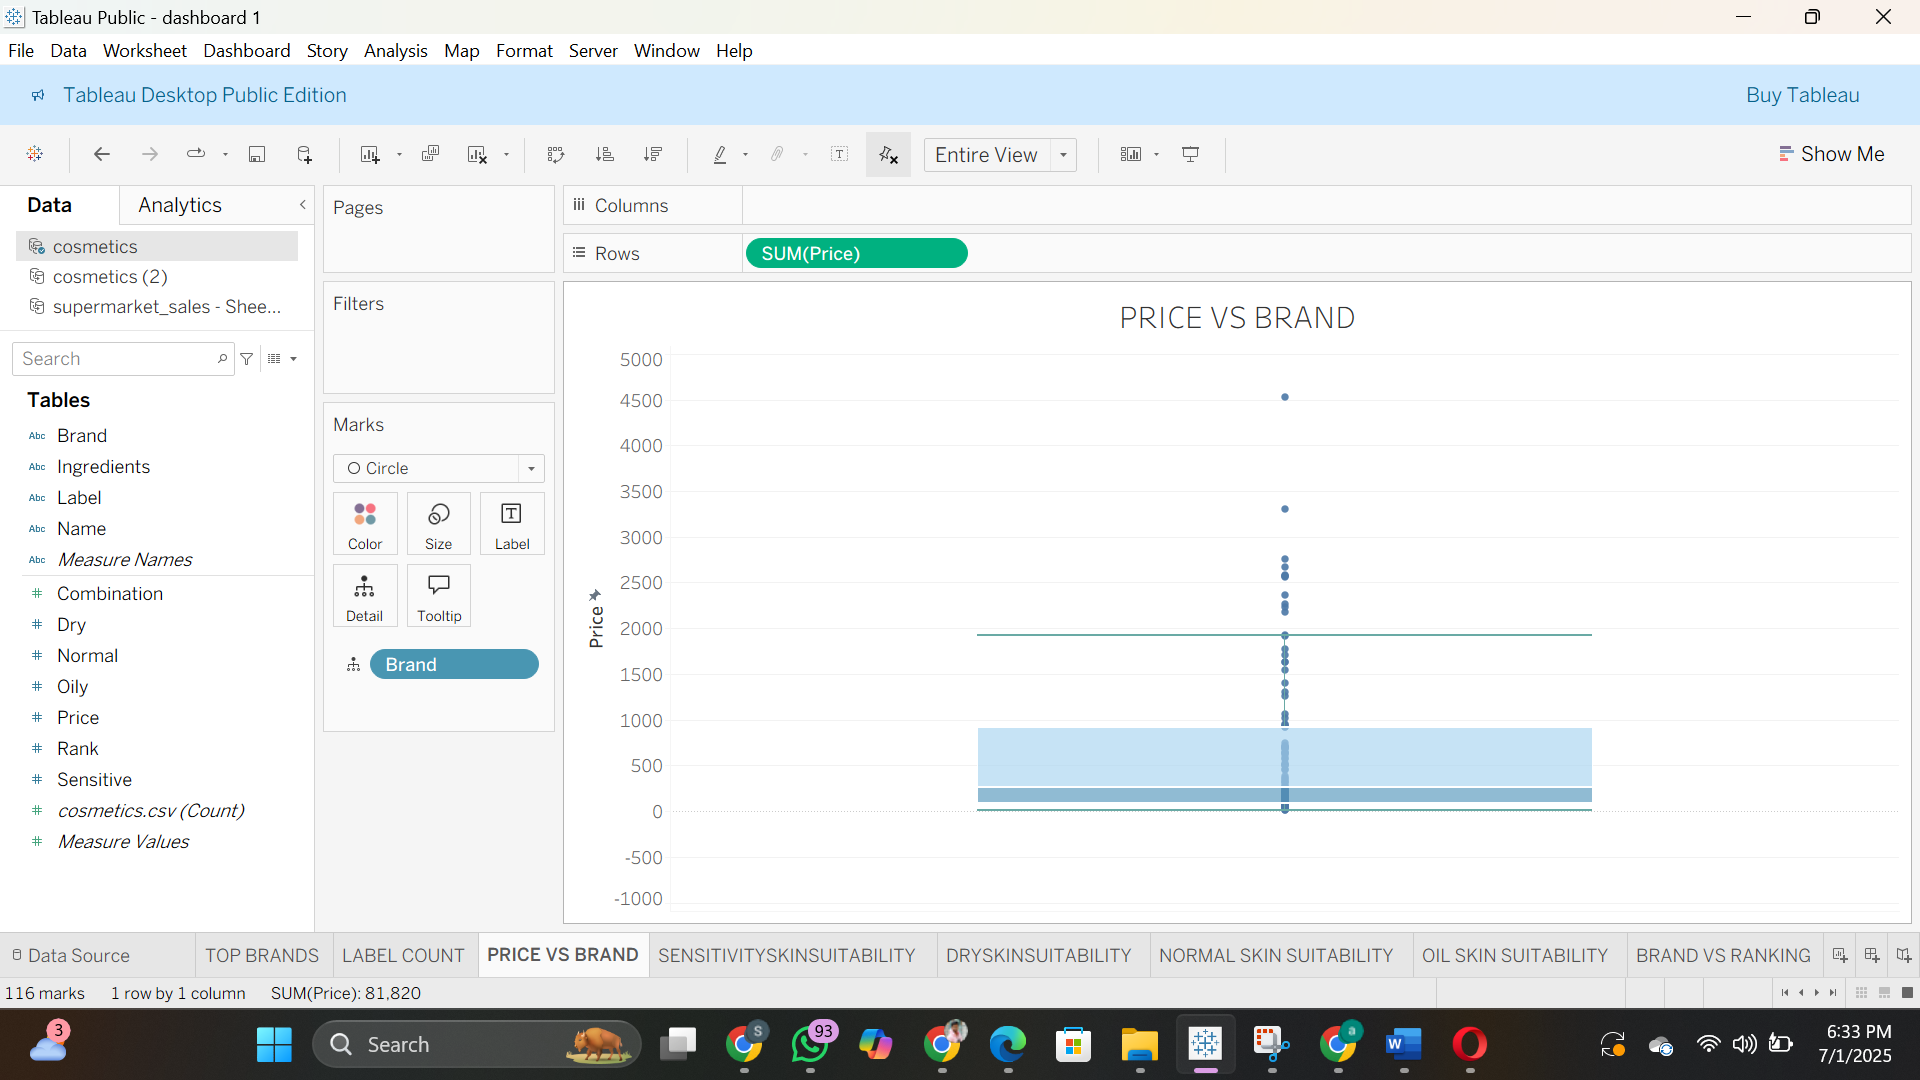 Tableau Public - dashboard 1
File Data Worksheet Dashboard Story Analysis Map Format Server Window Help
Tableau Desktop Public Edition
Buy Tableau
Entire View
Show Me
Data
Analytics
cosmetics
cosmetics (2)
supermarket_sales - Shee...
Search
Tables
Abc Brand
Abc Ingredients
Abc Label
Abc Name
Abc Measure Names
# Combination
# Dry
# Normal
# Oily
# Price
# Rank
# Sensitive
# cosmetics.csv (Count)
# Measure Values
Pages
Filters
Marks
Circle
Color
Size
Label
Detail
Tooltip
Brand
Columns
Rows
SUM(Price)
PRICE VS BRAND
5000
4500
4000
3500
3000
2500
2000
1500
1000
500
0
-500
-1000
Price
Data Source
TOP BRANDS
LABEL COUNT
PRICE VS BRAND
SENSITIVITYSKINSUITABILITY
DRYSKINSUITABILITY
NORMAL SKIN SUITABILITY
OIL SKIN SUITABILITY
BRAND VS RANKING
116 marks
1 row by 1 column
SUM(Price): 81,820
3
Search
S
93
a
W
6:33 PM
7/1/2025